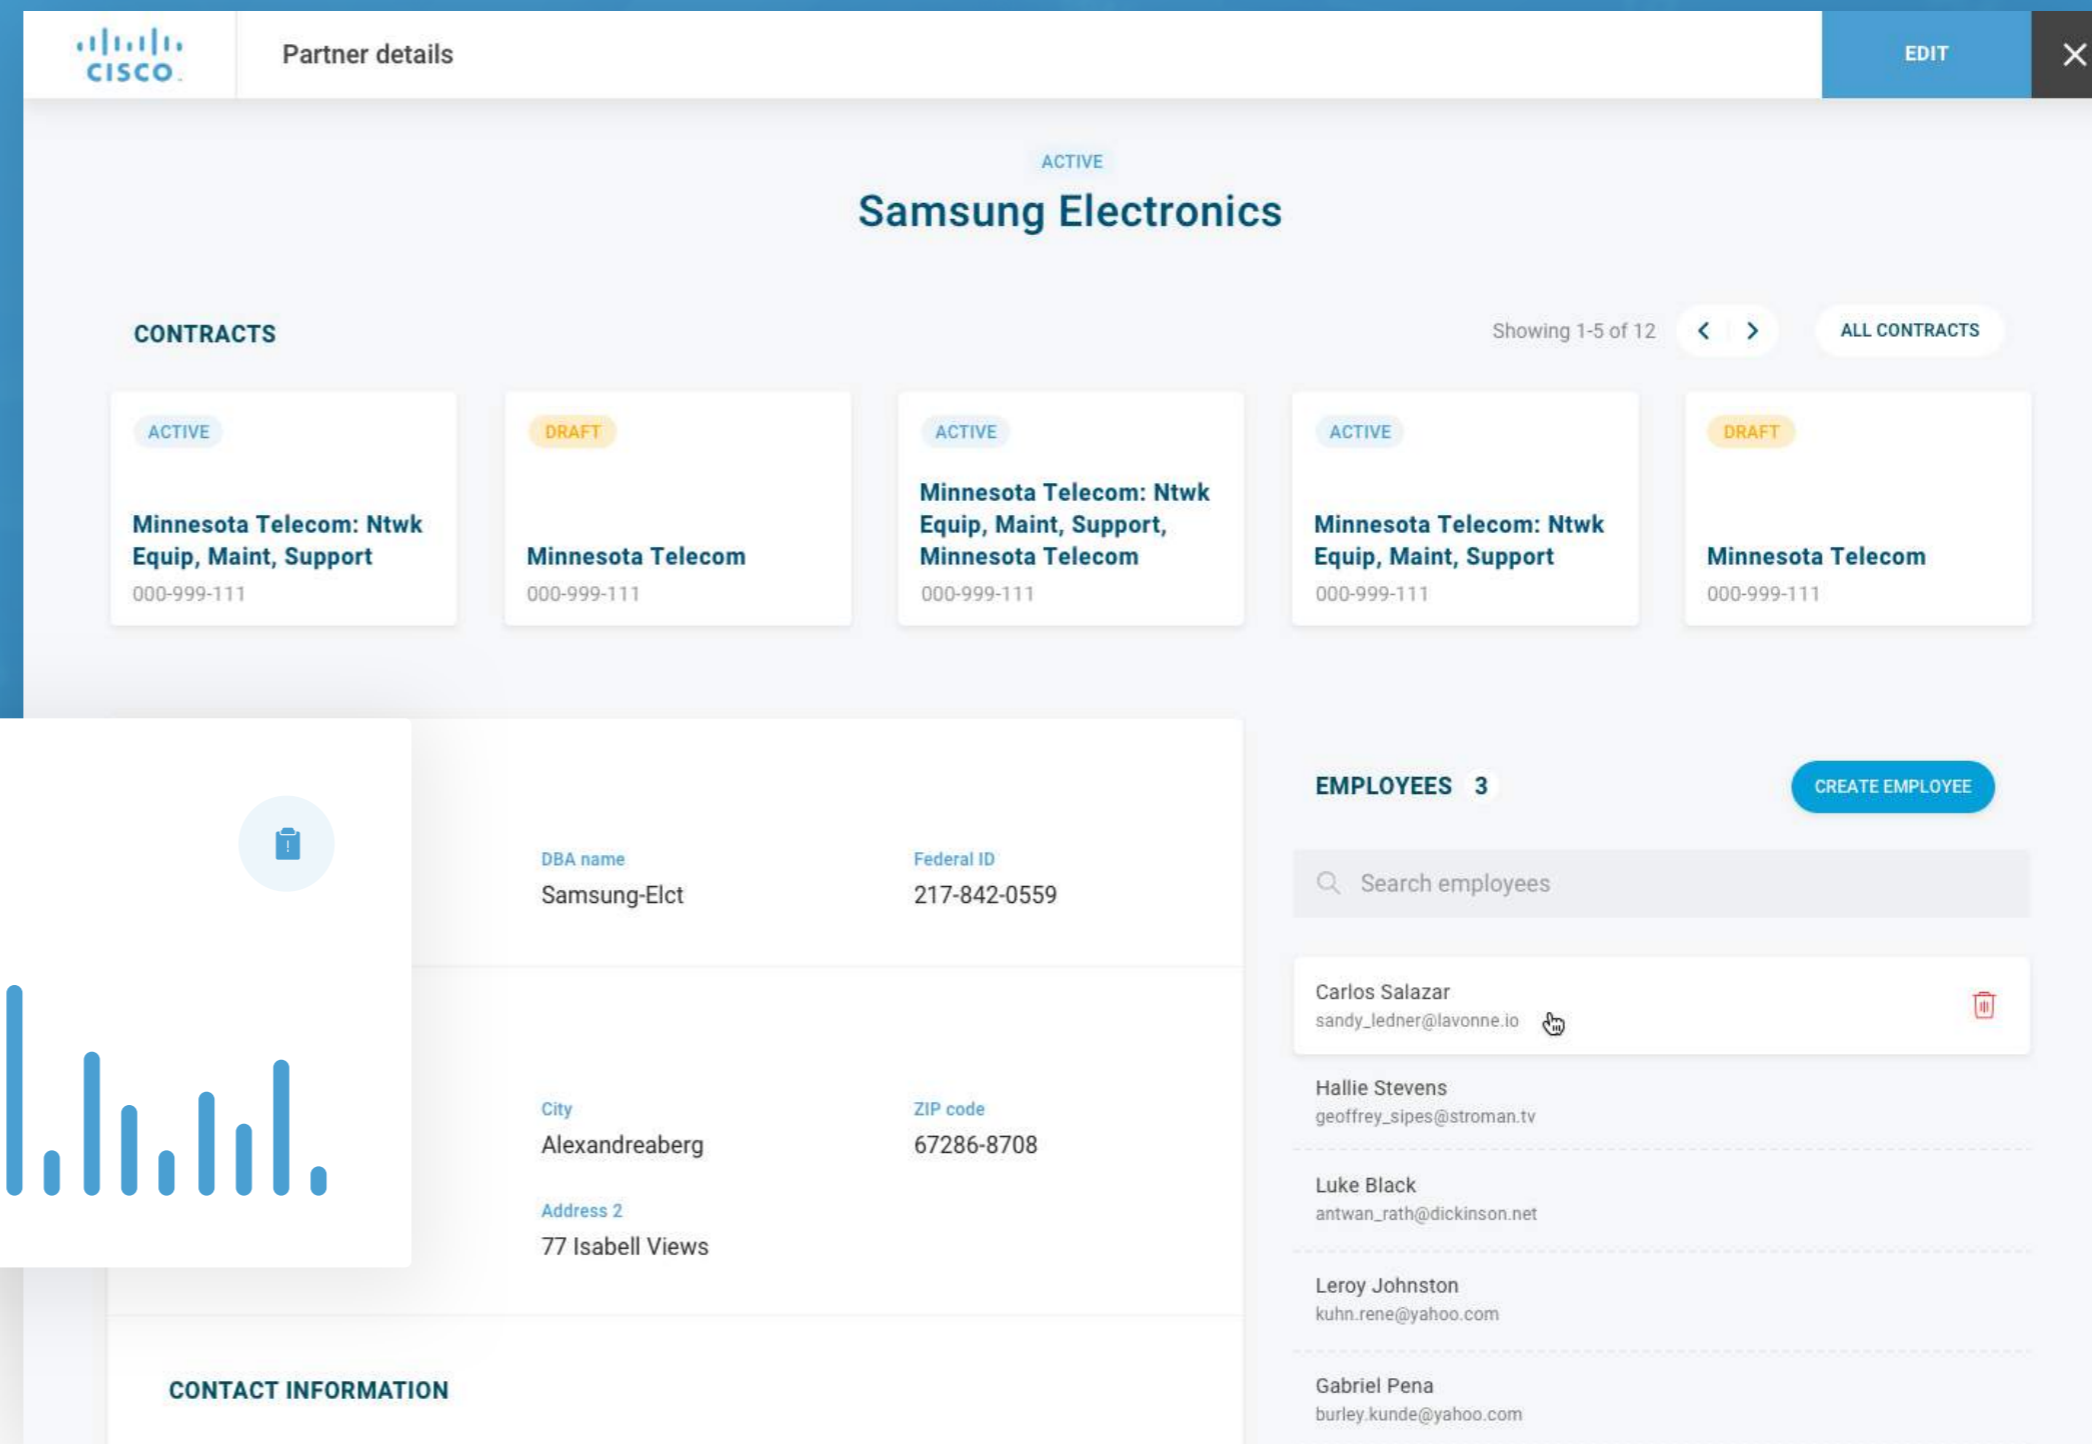 CISCO.
Partner details
EDIT
ACTIVE
Samsung Electronics
CONTRACTS
Showing 1-5 of 12
ALL CONTRACTS
ACTIVE
Minnesota Telecom: Ntwk
Equip, Maint, Support
000-999-111
DRAFT
Minnesota Telecom
000-999-111
ACTIVE
Minnesota Telecom: Ntwk
Equip, Maint, Support,
Minnesota Telecom
000-999-111
ACTIVE
Minnesota Telecom: Ntwk
Equip, Maint, Support
000-999-111
DRAFT
Minnesota Telecom
000-999-111
DBA name
Samsung-Elct
Federal ID
217-842-0559
City
Alexandreaberg
ZIP code
67286-8708
Address 2
77 Isabell Views
CONTACT INFORMATION
EMPLOYEES 3
CREATE EMPLOYEE
Search employees
Carlos Salazar
sandy_ledner@lavonne.io
Hallie Stevens
geoffrey_sipes@stroman.tv
Luke Black
antwan_rath@dickinson.net
Leroy Johnston
kuhn.rene@yahoo.com
Gabriel Pena
burley.kunde@yahoo.com